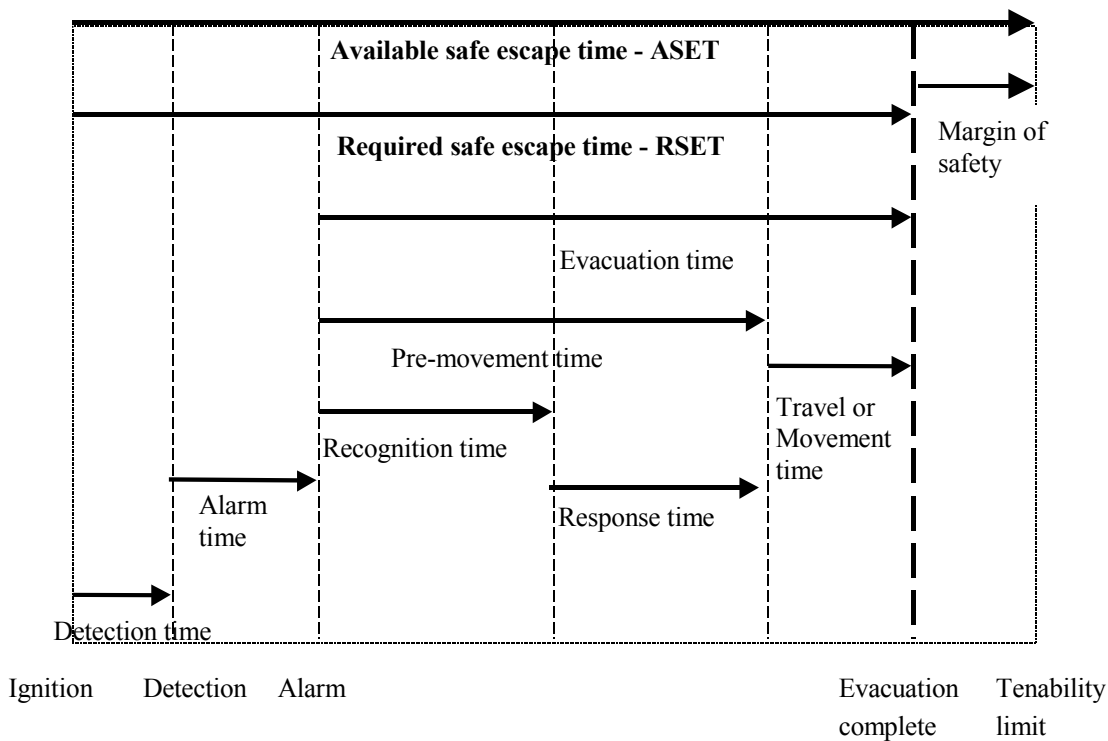 Available safe escape time - ASET
Margin of
safety
Required safe escape time - RSET
Evacuation time
Pre-movement time
Travel or
Movement
time
Recognition time
Alarm
time
Response time
Detection time
Ignition Detection Alarm Evacuation Tenability
complete limit